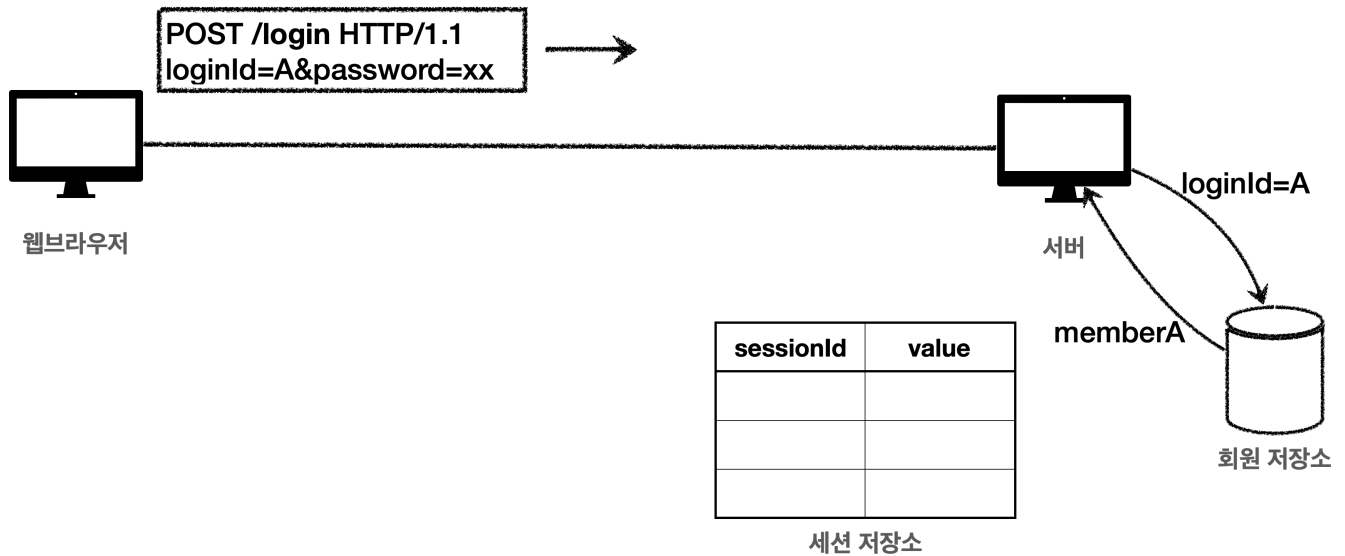 POST /login HTTP/1.1
loginId=A&password=xx
웹브라우저
서버
loginId=A
memberA
회원 저장소
sessionId value
세션 저장소